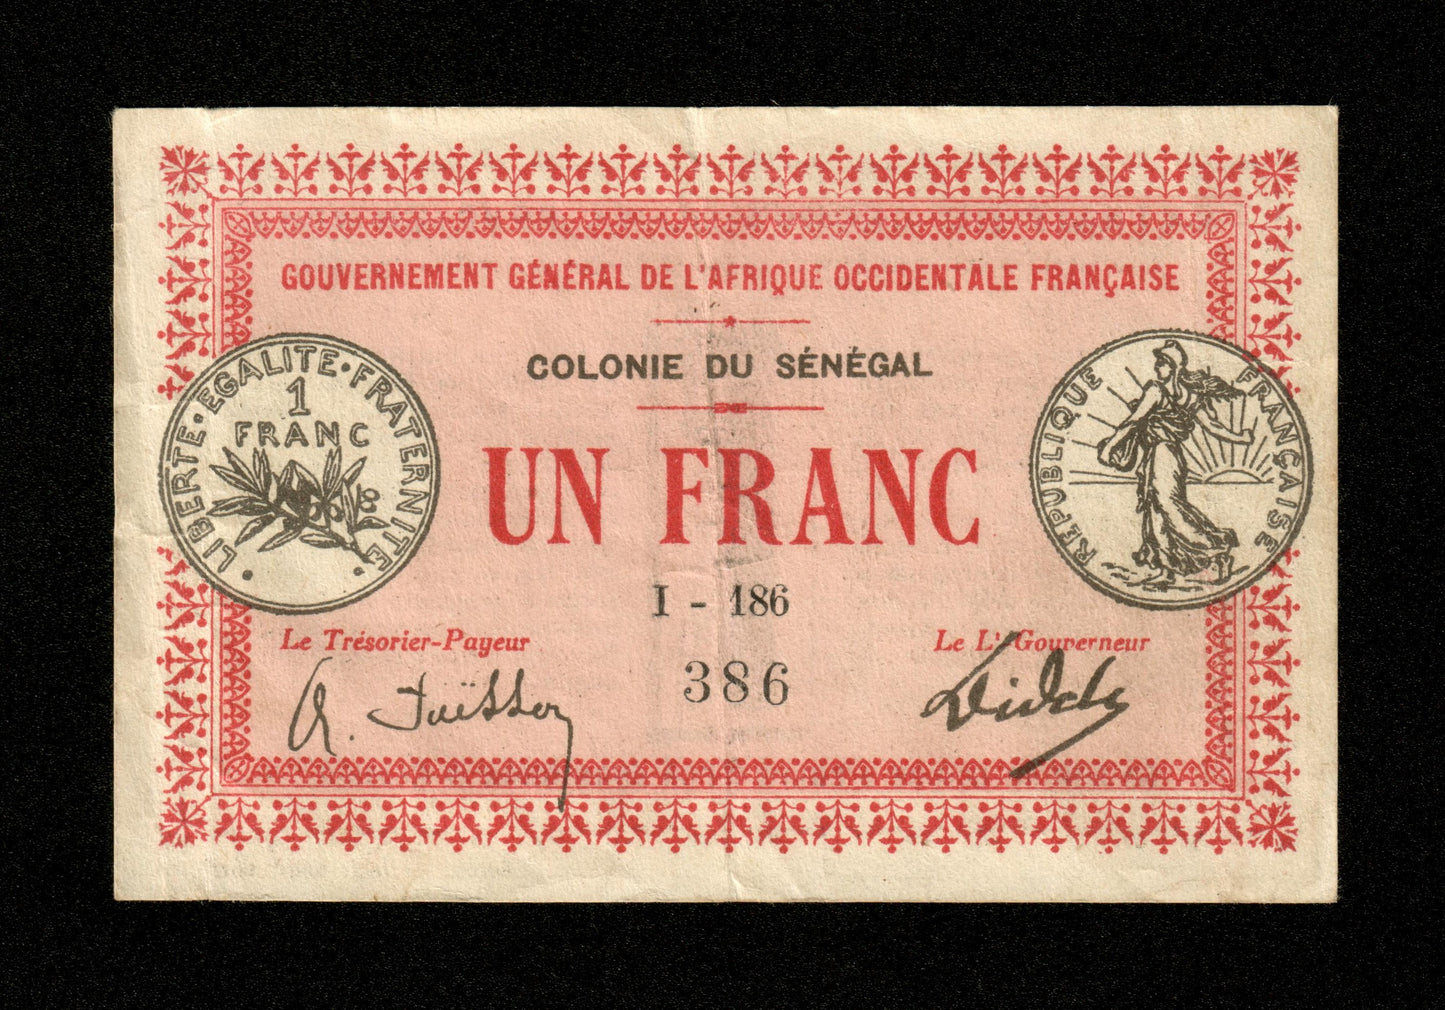 GOUVERNEMENT GÉNÉRAL DE L'AFRIQUE OCCIDENTALE FRANÇAISE
COLONIE DU SÉNÉGAL
LIBERTE·EGALITE·FRATERNITE
1
FRANC
REPUBLIQUE FRANÇAISE
UN FRANC
I - 186
Le Trésorier-Payeur
Le Lt Gouverneur
386